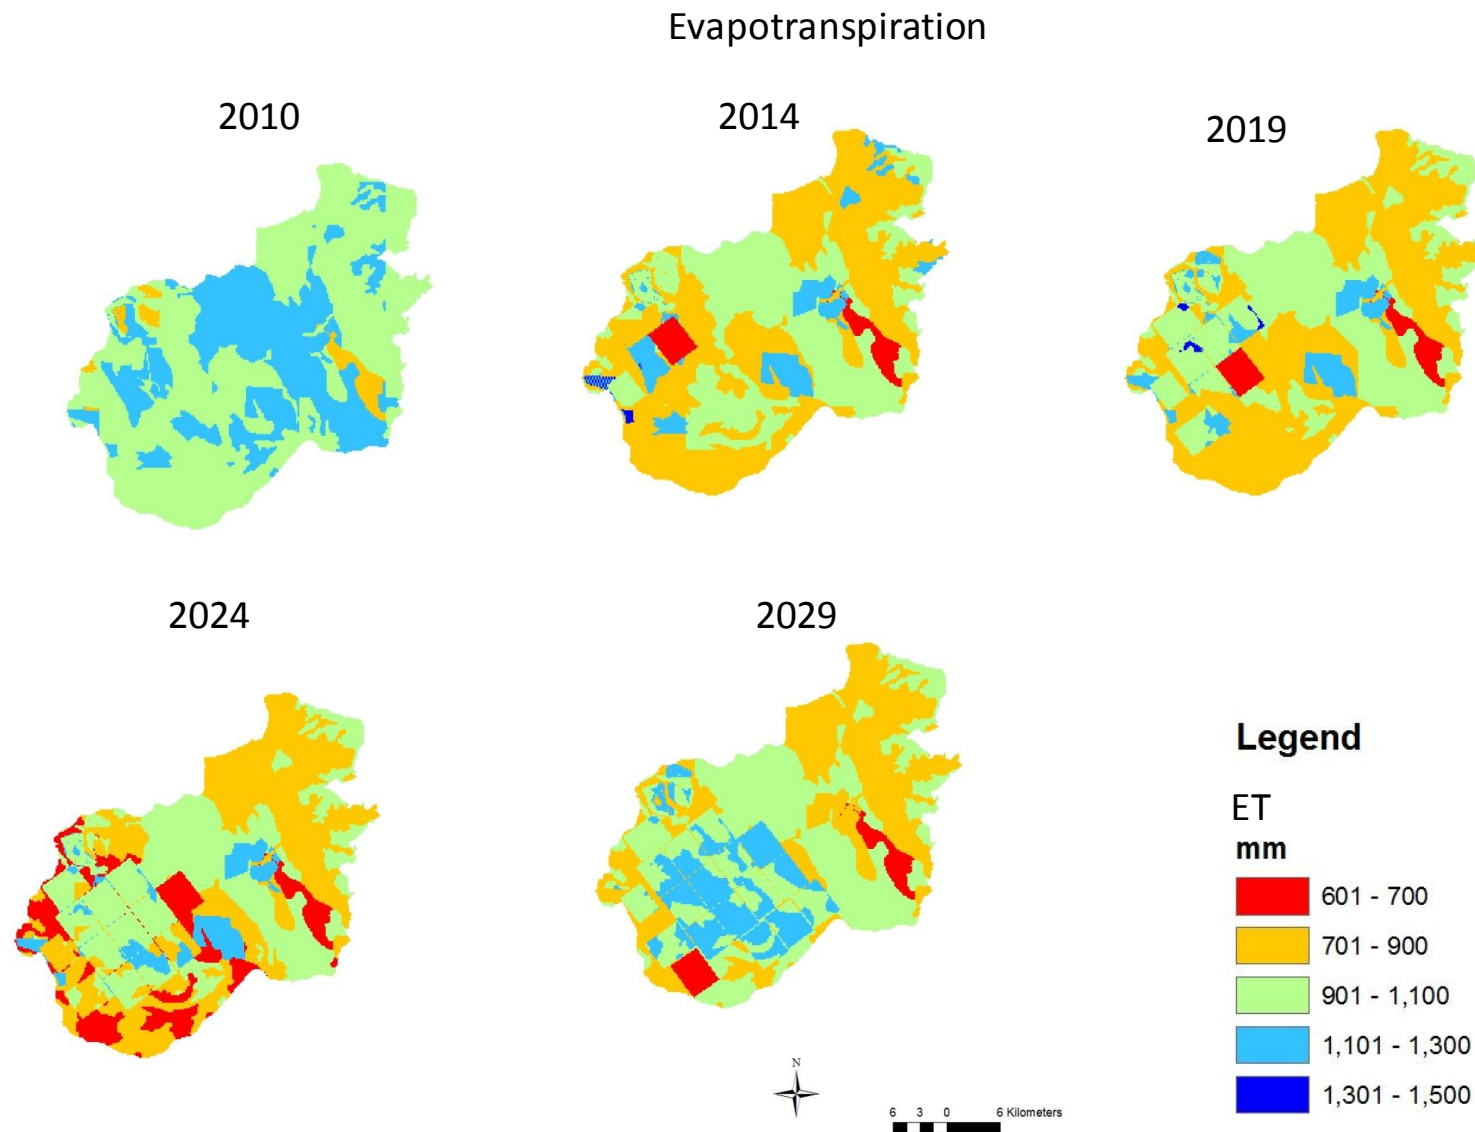 Evapotranspiration
2010
2014
2019
2024
2029
Legend
ET
mm
601 - 700
701 - 900
901 - 1,100
1,101 - 1,300
1,301 - 1,500
N
6 3 0 6 Kilometers